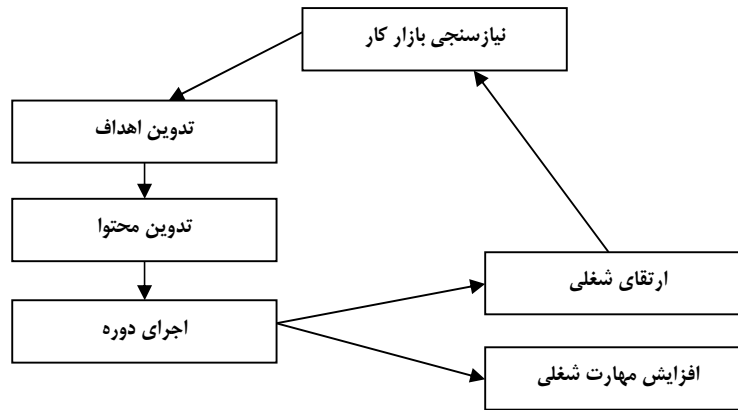 نیازسنجی بازار کار
تدوین اهداف
تدوین محتوا
اجرای دوره
ارتقای شغلی
افزایش مهارت شغلی